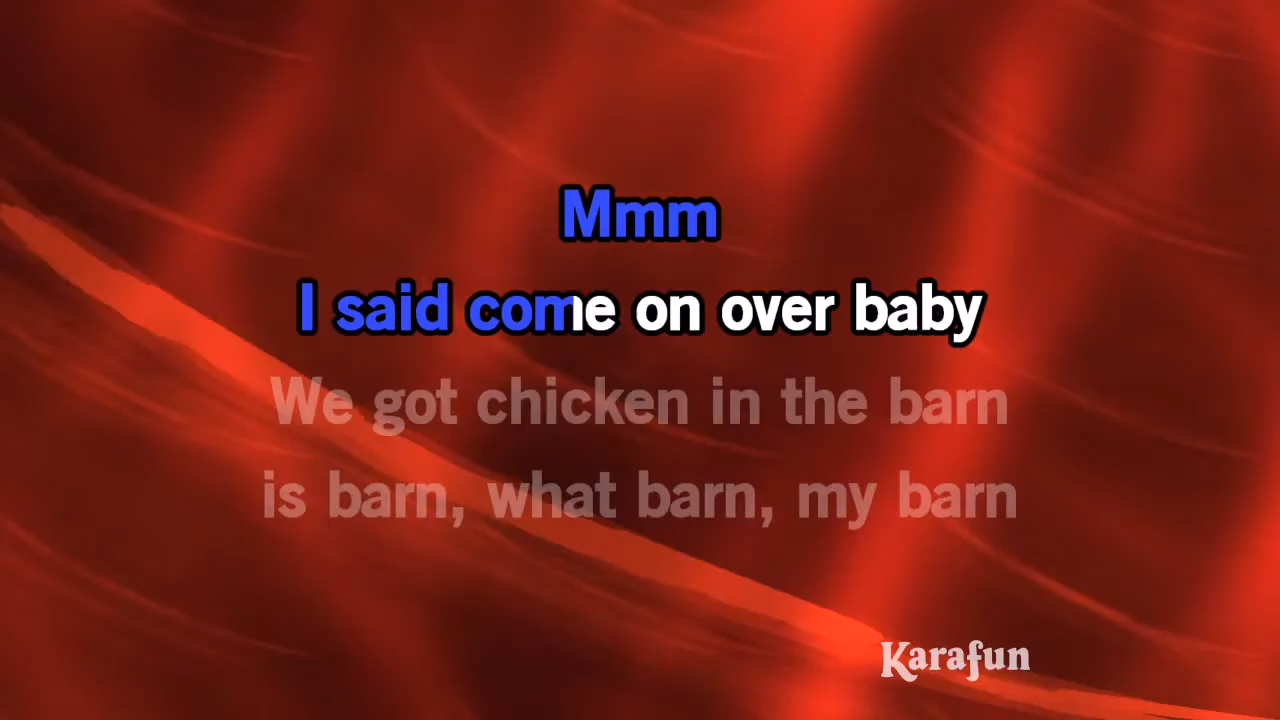 Mmm
I said come on over baby
We got chicken in the barn
is barn, what barn, my barn
Karafun